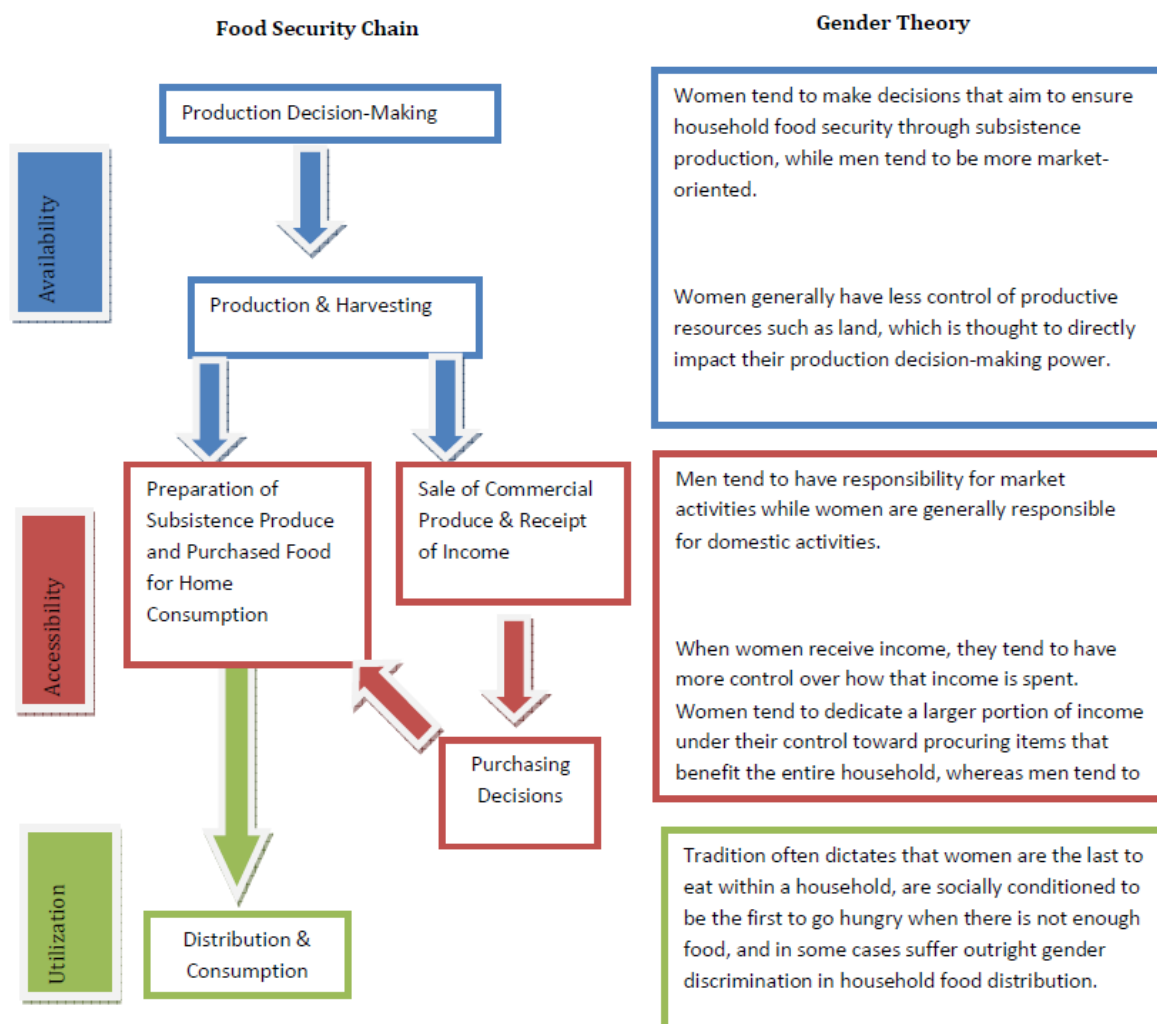 Food Security Chain
Gender Theory
Production Decision-Making
Women tend to make decisions that aim to ensure
household food security through subsistence
production, while men tend to be more market-
oriented.
Availability
Production & Harvesting
Women generally have less control of productive
resources such as land, which is thought to directly
impact their production decision-making power.
Preparation of
Subsistence Produce
and Purchased Food
for Home
Consumption
Sale of Commercial
Produce & Receipt
of Income
Men tend to have responsibility for market
activities while women are generally responsible
for domestic activities.
Accessibility
When women receive income, they tend to have
more control over how that income is spent.
Women tend to dedicate a larger portion of income
under their control toward procuring items that
benefit the entire household, whereas men tend to
Purchasing
Decisions
Utilization
Distribution &
Consumption
Tradition often dictates that women are the last to
eat within a household, are socially conditioned to
be the first to go hungry when there is not enough
food, and in some cases suffer outright gender
discrimination in household food distribution.